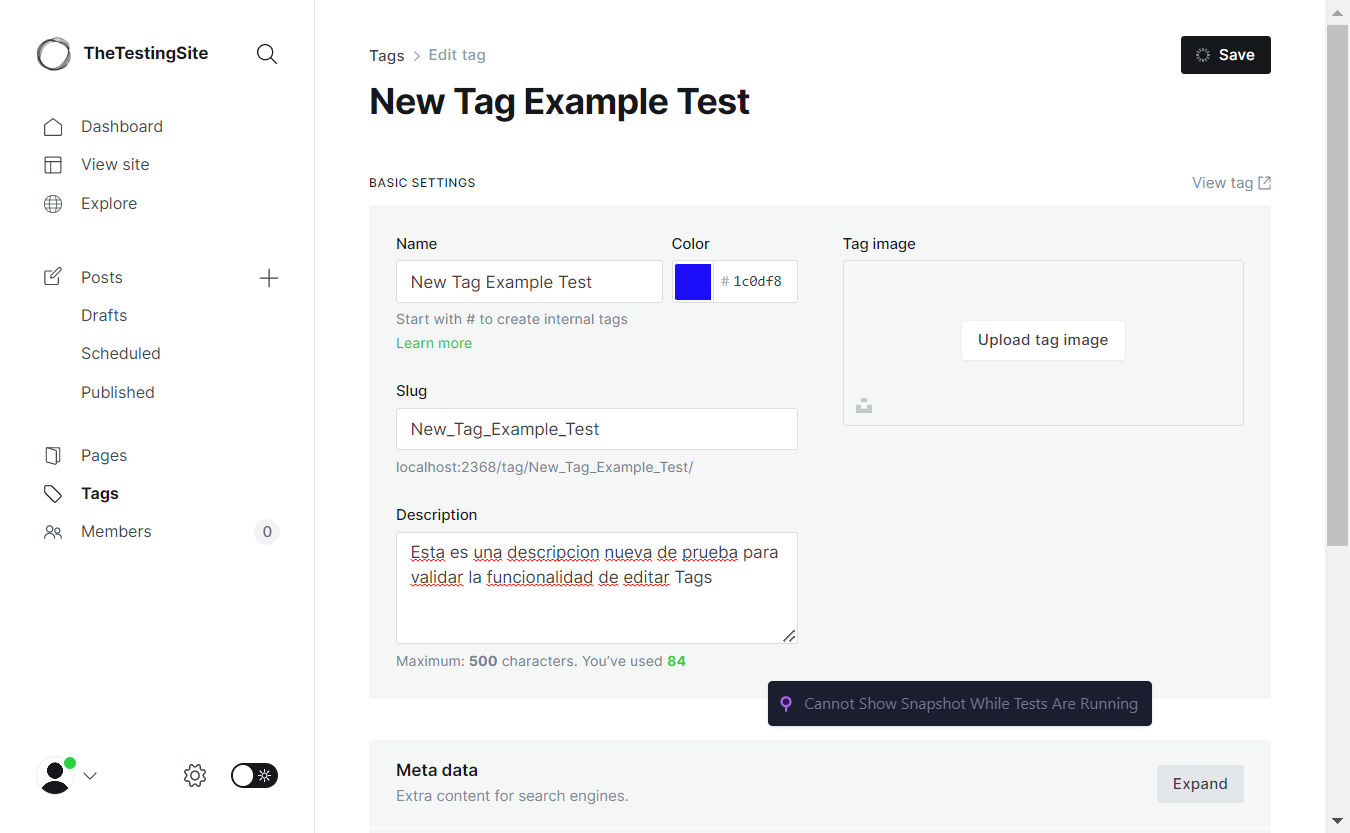 TheTestingSite
Dashboard
View site
Explore
Posts
Drafts
Scheduled
Published
Pages
Tags
Members 0
Tags > Edit tag
Save
New Tag Example Test
BASIC SETTINGS
View tag
Name
New Tag Example Test
Start with # to create internal tags
Learn more
Color
# 1c0df8
Slug
New_Tag_Example_Test
localhost:2368/tag/New_Tag_Example_Test/
Description
Esta es una descripcion nueva de prueba para
validar la funcionalidad de editar Tags
Maximum: 500 characters. You’ve used 84
Tag image
Upload tag image
Cannot Show Snapshot While Tests Are Running
Meta data
Extra content for search engines.
Expand